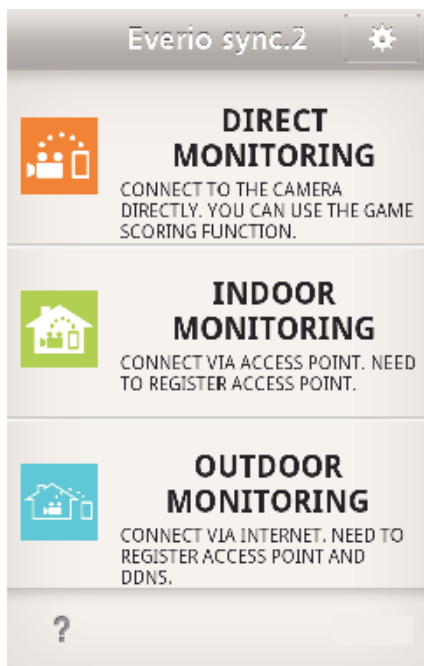 Everio sync.2
DIRECT
MONITORING
CONNECT TO THE CAMERA
DIRECTLY. YOU CAN USE THE GAME
SCORING FUNCTION.
INDOOR
MONITORING
CONNECT VIA ACCESS POINT. NEED
TO REGISTER ACCESS POINT.
OUTDOOR
MONITORING
CONNECT VIA INTERNET. NEED TO
REGISTER ACCESS POINT AND
DDNS.
?